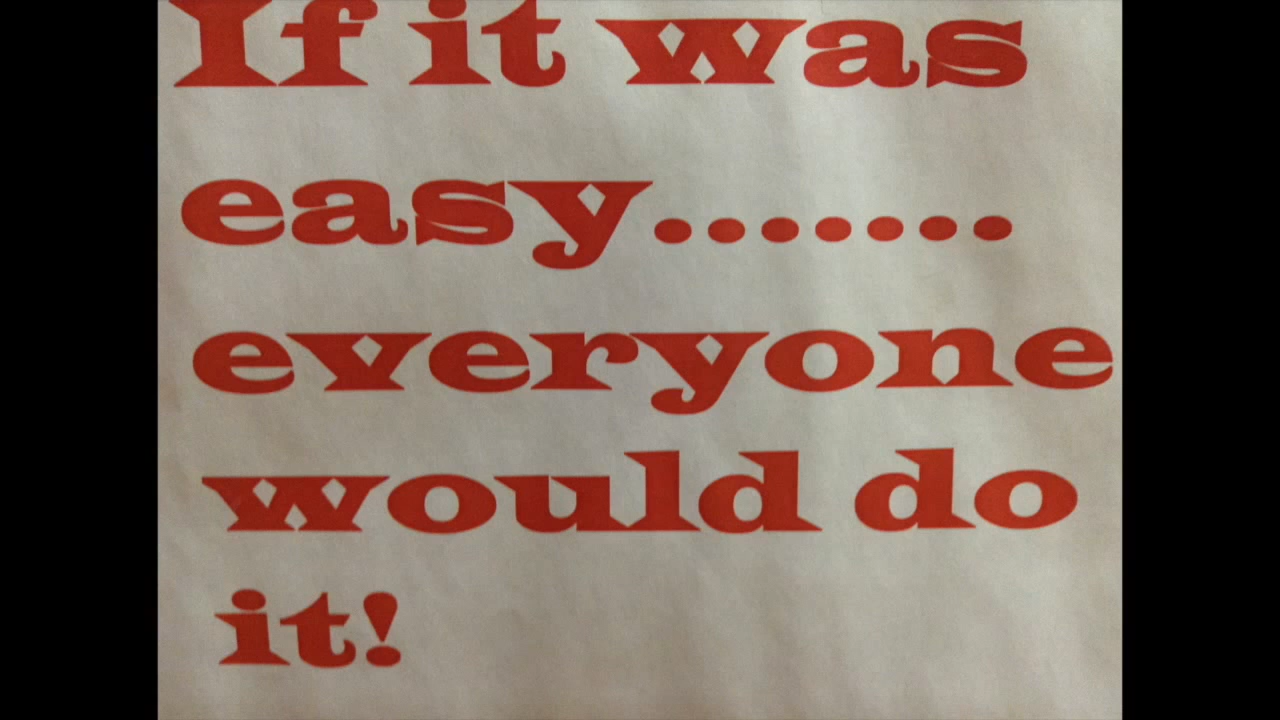 If it was
easy.......
everyone
would do
it!